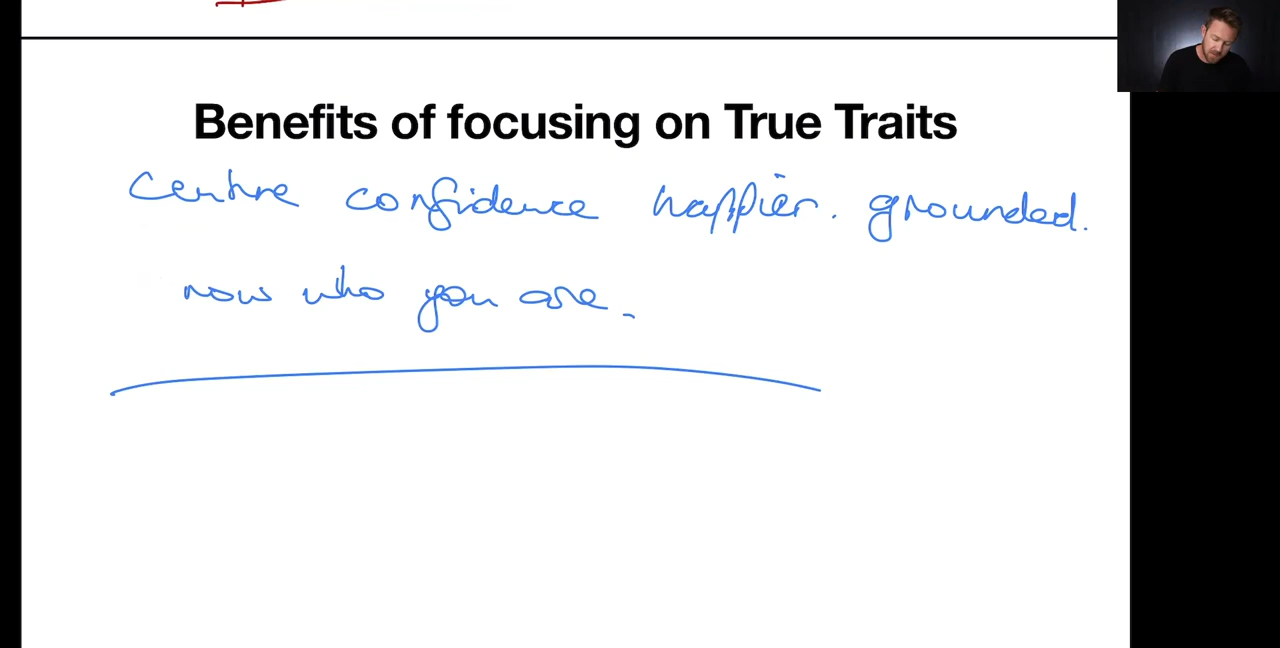 Benefits of focusing on True Traits
Centre confidence happier. grounded.
now who you are.